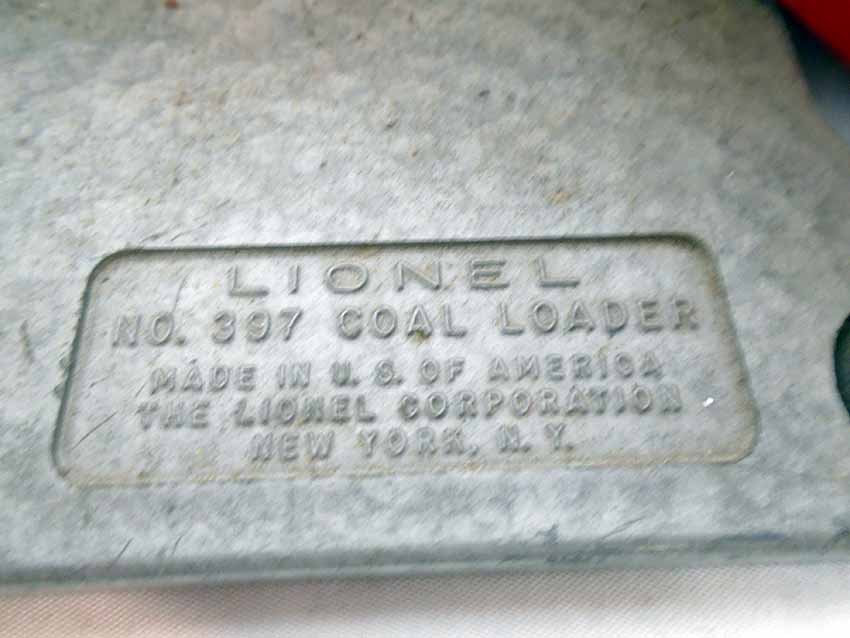 LIONEL
NO. 397 COAL LOADER
MADE IN U. S. OF AMERICA
THE LIONEL CORPORATION
NEW YORK, N. Y.